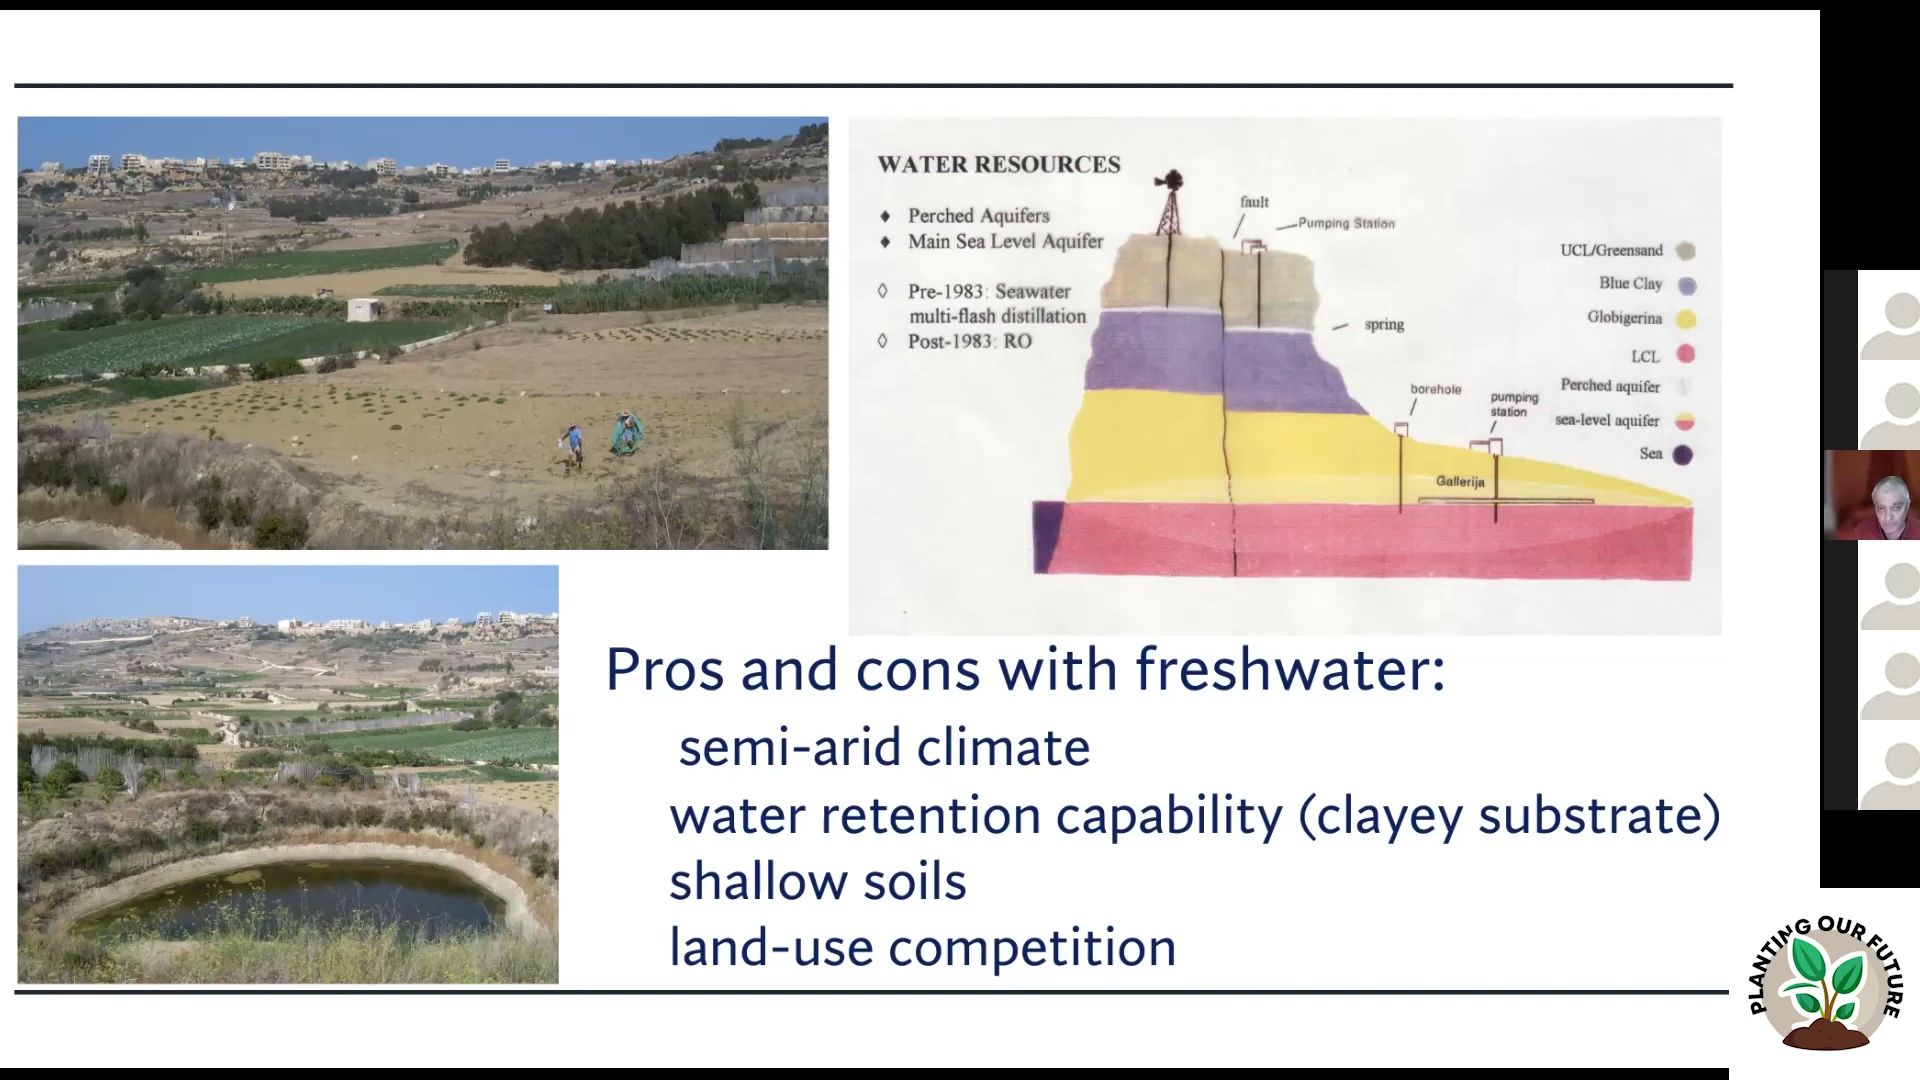 WATER RESOURCES
♦ Perched Aquifers
♦ Main Sea Level Aquifer
◊ Pre-1983: Seawater
multi-flash distillation
◊ Post-1983: RO
fault
Pumping Station
spring
borehole
pumping
station
Gallerija
UCL/Greensand
Blue Clay
Globigerina
LCL
Perched aquifer
sea-level aquifer
Sea
Pros and cons with freshwater:
semi-arid climate
water retention capability (clayey substrate)
shallow soils
land-use competition
PLANTING OUR FUTURE